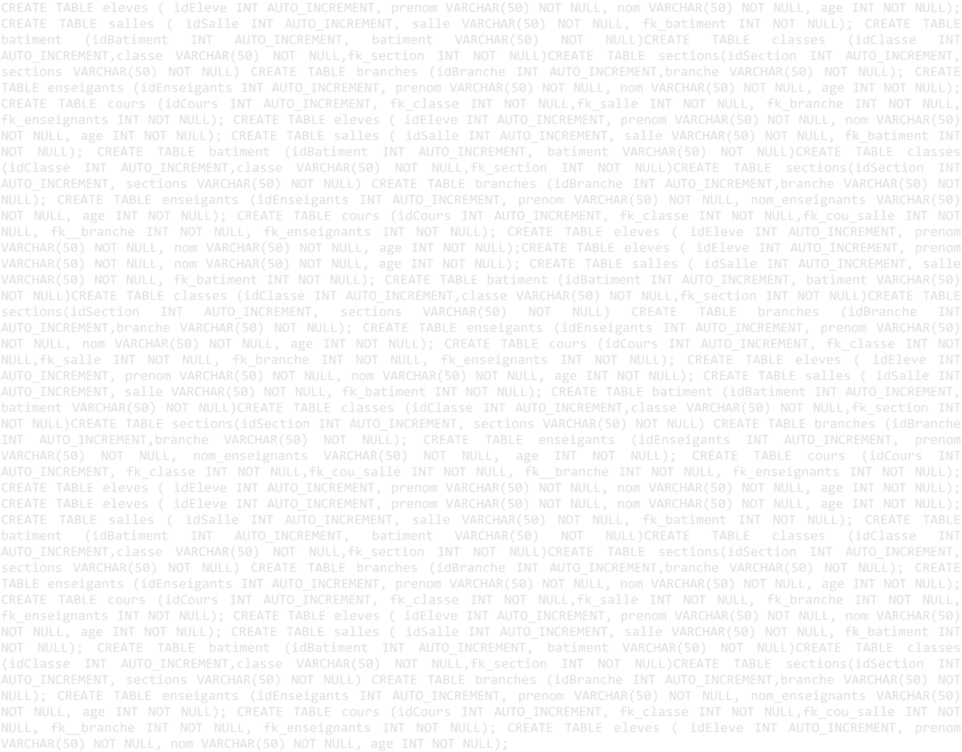 CREATE TABLE eleves ( idEleve INT AUTO_INCREMENT, prenom VARCHAR(50) NOT NULL, nom VARCHAR(50) NOT NULL, age INT NOT NULL);
CREATE TABLE salles ( idSalle INT AUTO_INCREMENT, salle VARCHAR(50) NOT NULL, fk_batiment INT NOT NULL); CREATE TABLE
batiment (idBatiment INT AUTO_INCREMENT, batiment VARCHAR(50) NOT NULL)CREATE TABLE classes (idClasse INT
AUTO_INCREMENT,classe VARCHAR(50) NOT NULL,fk_section INT NOT NULL)CREATE TABLE sections(idSection INT AUTO_INCREMENT,
sections VARCHAR(50) NOT NULL) CREATE TABLE branches (idBranche INT AUTO_INCREMENT,branche VARCHAR(50) NOT NULL); CREATE
TABLE enseigants (idEnseigants INT AUTO_INCREMENT, prenom VARCHAR(50) NOT NULL, nom VARCHAR(50) NOT NULL, age INT NOT NULL);
CREATE TABLE cours (idCours INT AUTO_INCREMENT, fk_classe INT NOT NULL,fk_salle INT NOT NULL, fk_branche INT NOT NULL,
fk_enseignants INT NOT NULL); CREATE TABLE eleves ( idEleve INT AUTO_INCREMENT, prenom VARCHAR(50) NOT NULL, nom VARCHAR(50)
NOT NULL, age INT NOT NULL); CREATE TABLE salles ( idSalle INT AUTO_INCREMENT, salle VARCHAR(50) NOT NULL, fk_batiment INT
NOT NULL); CREATE TABLE batiment (idBatiment INT AUTO_INCREMENT, batiment VARCHAR(50) NOT NULL)CREATE TABLE classes
(idClasse INT AUTO_INCREMENT,classe VARCHAR(50) NOT NULL,fk_section INT NOT NULL)CREATE TABLE sections(idSection INT
AUTO_INCREMENT, sections VARCHAR(50) NOT NULL) CREATE TABLE branches (idBranche INT AUTO_INCREMENT,branche VARCHAR(50) NOT
NULL); CREATE TABLE enseigants (idEnseigants INT AUTO_INCREMENT, prenom VARCHAR(50) NOT NULL, nom_enseignants VARCHAR(50)
NOT NULL, age INT NOT NULL); CREATE TABLE cours (idCours INT AUTO_INCREMENT, fk_classe INT NOT NULL,fk_cou_salle INT NOT
NULL, fk__branche INT NOT NULL, fk_enseignants INT NOT NULL); CREATE TABLE eleves ( idEleve INT AUTO_INCREMENT, prenom
VARCHAR(50) NOT NULL, nom VARCHAR(50) NOT NULL, age INT NOT NULL);CREATE TABLE eleves ( idEleve INT AUTO_INCREMENT, prenom
VARCHAR(50) NOT NULL, nom VARCHAR(50) NOT NULL, age INT NOT NULL); CREATE TABLE salles ( idSalle INT AUTO_INCREMENT, salle
VARCHAR(50) NOT NULL, fk_batiment INT NOT NULL); CREATE TABLE batiment (idBatiment INT AUTO_INCREMENT, batiment VARCHAR(50)
NOT NULL)CREATE TABLE classes (idClasse INT AUTO_INCREMENT,classe VARCHAR(50) NOT NULL,fk_section INT NOT NULL)CREATE TABLE
sections(idSection INT AUTO_INCREMENT, sections VARCHAR(50) NOT NULL) CREATE TABLE branches (idBranche INT
AUTO_INCREMENT,branche VARCHAR(50) NOT NULL); CREATE TABLE enseigants (idEnseigants INT AUTO_INCREMENT, prenom VARCHAR(50)
NOT NULL, nom VARCHAR(50) NOT NULL, age INT NOT NULL); CREATE TABLE cours (idCours INT AUTO_INCREMENT, fk_classe INT NOT
NULL,fk_salle INT NOT NULL, fk_branche INT NOT NULL, fk_enseignants INT NOT NULL); CREATE TABLE eleves ( idEleve INT
AUTO_INCREMENT, prenom VARCHAR(50) NOT NULL, nom VARCHAR(50) NOT NULL, age INT NOT NULL); CREATE TABLE salles ( idSalle INT
AUTO_INCREMENT, salle VARCHAR(50) NOT NULL, fk_batiment INT NOT NULL); CREATE TABLE batiment (idBatiment INT AUTO_INCREMENT,
batiment VARCHAR(50) NOT NULL)CREATE TABLE classes (idClasse INT AUTO_INCREMENT,classe VARCHAR(50) NOT NULL,fk_section INT
NOT NULL)CREATE TABLE sections(idSection INT AUTO_INCREMENT, sections VARCHAR(50) NOT NULL) CREATE TABLE branches (idBranche
INT AUTO_INCREMENT,branche VARCHAR(50) NOT NULL); CREATE TABLE enseigants (idEnseigants INT AUTO_INCREMENT, prenom
VARCHAR(50) NOT NULL, nom_enseignants VARCHAR(50) NOT NULL, age INT NOT NULL); CREATE TABLE cours (idCours INT
AUTO_INCREMENT, fk_classe INT NOT NULL,fk_cou_salle INT NOT NULL, fk__branche INT NOT NULL, fk_enseignants INT NOT NULL);
CREATE TABLE eleves ( idEleve INT AUTO_INCREMENT, prenom VARCHAR(50) NOT NULL, nom VARCHAR(50) NOT NULL, age INT NOT NULL);
CREATE TABLE eleves ( idEleve INT AUTO_INCREMENT, prenom VARCHAR(50) NOT NULL, nom VARCHAR(50) NOT NULL, age INT NOT NULL);
CREATE TABLE salles ( idSalle INT AUTO_INCREMENT, salle VARCHAR(50) NOT NULL, fk_batiment INT NOT NULL); CREATE TABLE
batiment (idBatiment INT AUTO_INCREMENT, batiment VARCHAR(50) NOT NULL)CREATE TABLE classes (idClasse INT
AUTO_INCREMENT,classe VARCHAR(50) NOT NULL,fk_section INT NOT NULL)CREATE TABLE sections(idSection INT AUTO_INCREMENT,
sections VARCHAR(50) NOT NULL) CREATE TABLE branches (idBranche INT AUTO_INCREMENT,branche VARCHAR(50) NOT NULL); CREATE
TABLE enseigants (idEnseigants INT AUTO_INCREMENT, prenom VARCHAR(50) NOT NULL, nom VARCHAR(50) NOT NULL, age INT NOT NULL);
CREATE TABLE cours (idCours INT AUTO_INCREMENT, fk_classe INT NOT NULL,fk_salle INT NOT NULL, fk_branche INT NOT NULL,
fk_enseignants INT NOT NULL); CREATE TABLE eleves ( idEleve INT AUTO_INCREMENT, prenom VARCHAR(50) NOT NULL, nom VARCHAR(50)
NOT NULL, age INT NOT NULL); CREATE TABLE salles ( idSalle INT AUTO_INCREMENT, salle VARCHAR(50) NOT NULL, fk_batiment INT
NOT NULL); CREATE TABLE batiment (idBatiment INT AUTO_INCREMENT, batiment VARCHAR(50) NOT NULL)CREATE TABLE classes
(idClasse INT AUTO_INCREMENT,classe VARCHAR(50) NOT NULL,fk_section INT NOT NULL)CREATE TABLE sections(idSection INT
AUTO_INCREMENT, sections VARCHAR(50) NOT NULL) CREATE TABLE branches (idBranche INT AUTO_INCREMENT,branche VARCHAR(50) NOT
NULL); CREATE TABLE enseigants (idEnseigants INT AUTO_INCREMENT, prenom VARCHAR(50) NOT NULL, nom_enseignants VARCHAR(50)
NOT NULL, age INT NOT NULL); CREATE TABLE cours (idCours INT AUTO_INCREMENT, fk_classe INT NOT NULL,fk_cou_salle INT NOT
NULL, fk__branche INT NOT NULL, fk_enseignants INT NOT NULL); CREATE TABLE eleves ( idEleve INT AUTO_INCREMENT, prenom
VARCHAR(50) NOT NULL, nom VARCHAR(50) NOT NULL, age INT NOT NULL);